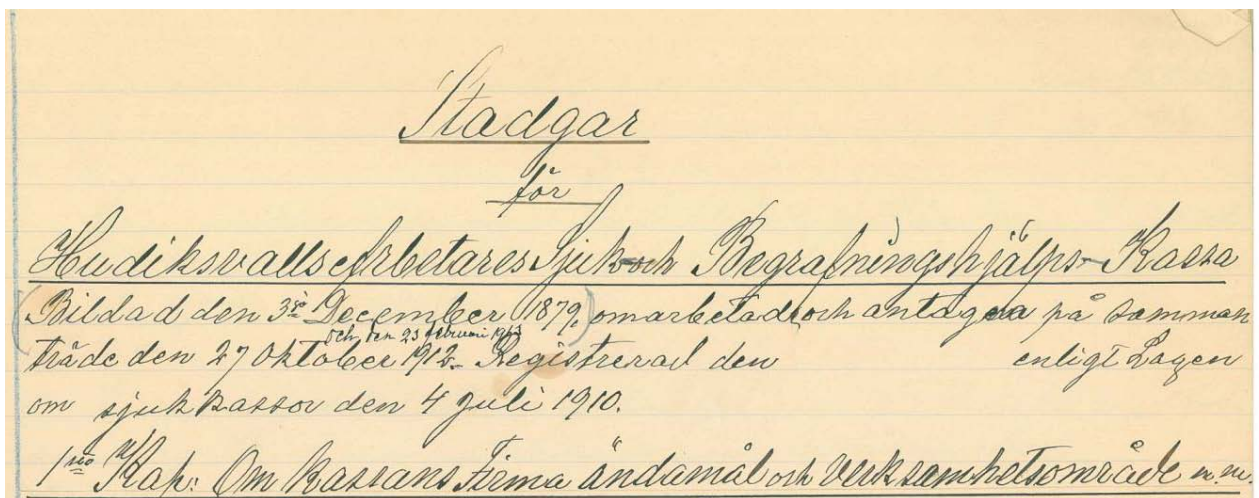 Stadgar
för
Hudiksvalls Arbetares Sjuk- och Begrafningshjälps-Kassa
(Bildad den 3dje December 1879.) omarbetade och antagna på samman
träde den 27 Oktober 1912. och den 23 februari 1913 Registrerad den enligt Lagen
om sjukkassor den 4 Juli 1910.
1sta Kap: Om kassans Firma ändamål och verksamhetsområde m.m